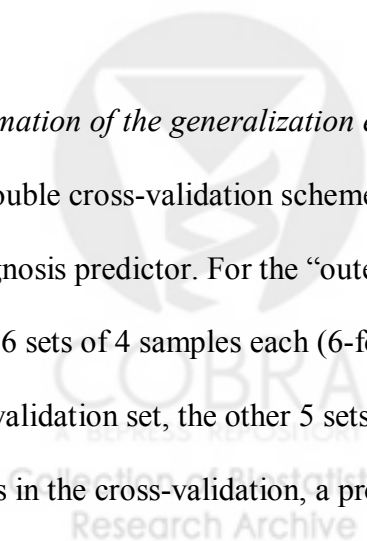 mation of the generalization e
ouble cross-validation scheme
gnosis predictor. For the “oute
6 sets of 4 samples each (6-fo
COBRA
validation set, the other 5 sets
A BEPRESS REPOSITORY
Collection of Biostatist
s in the cross-validation, a pro
Research Archive